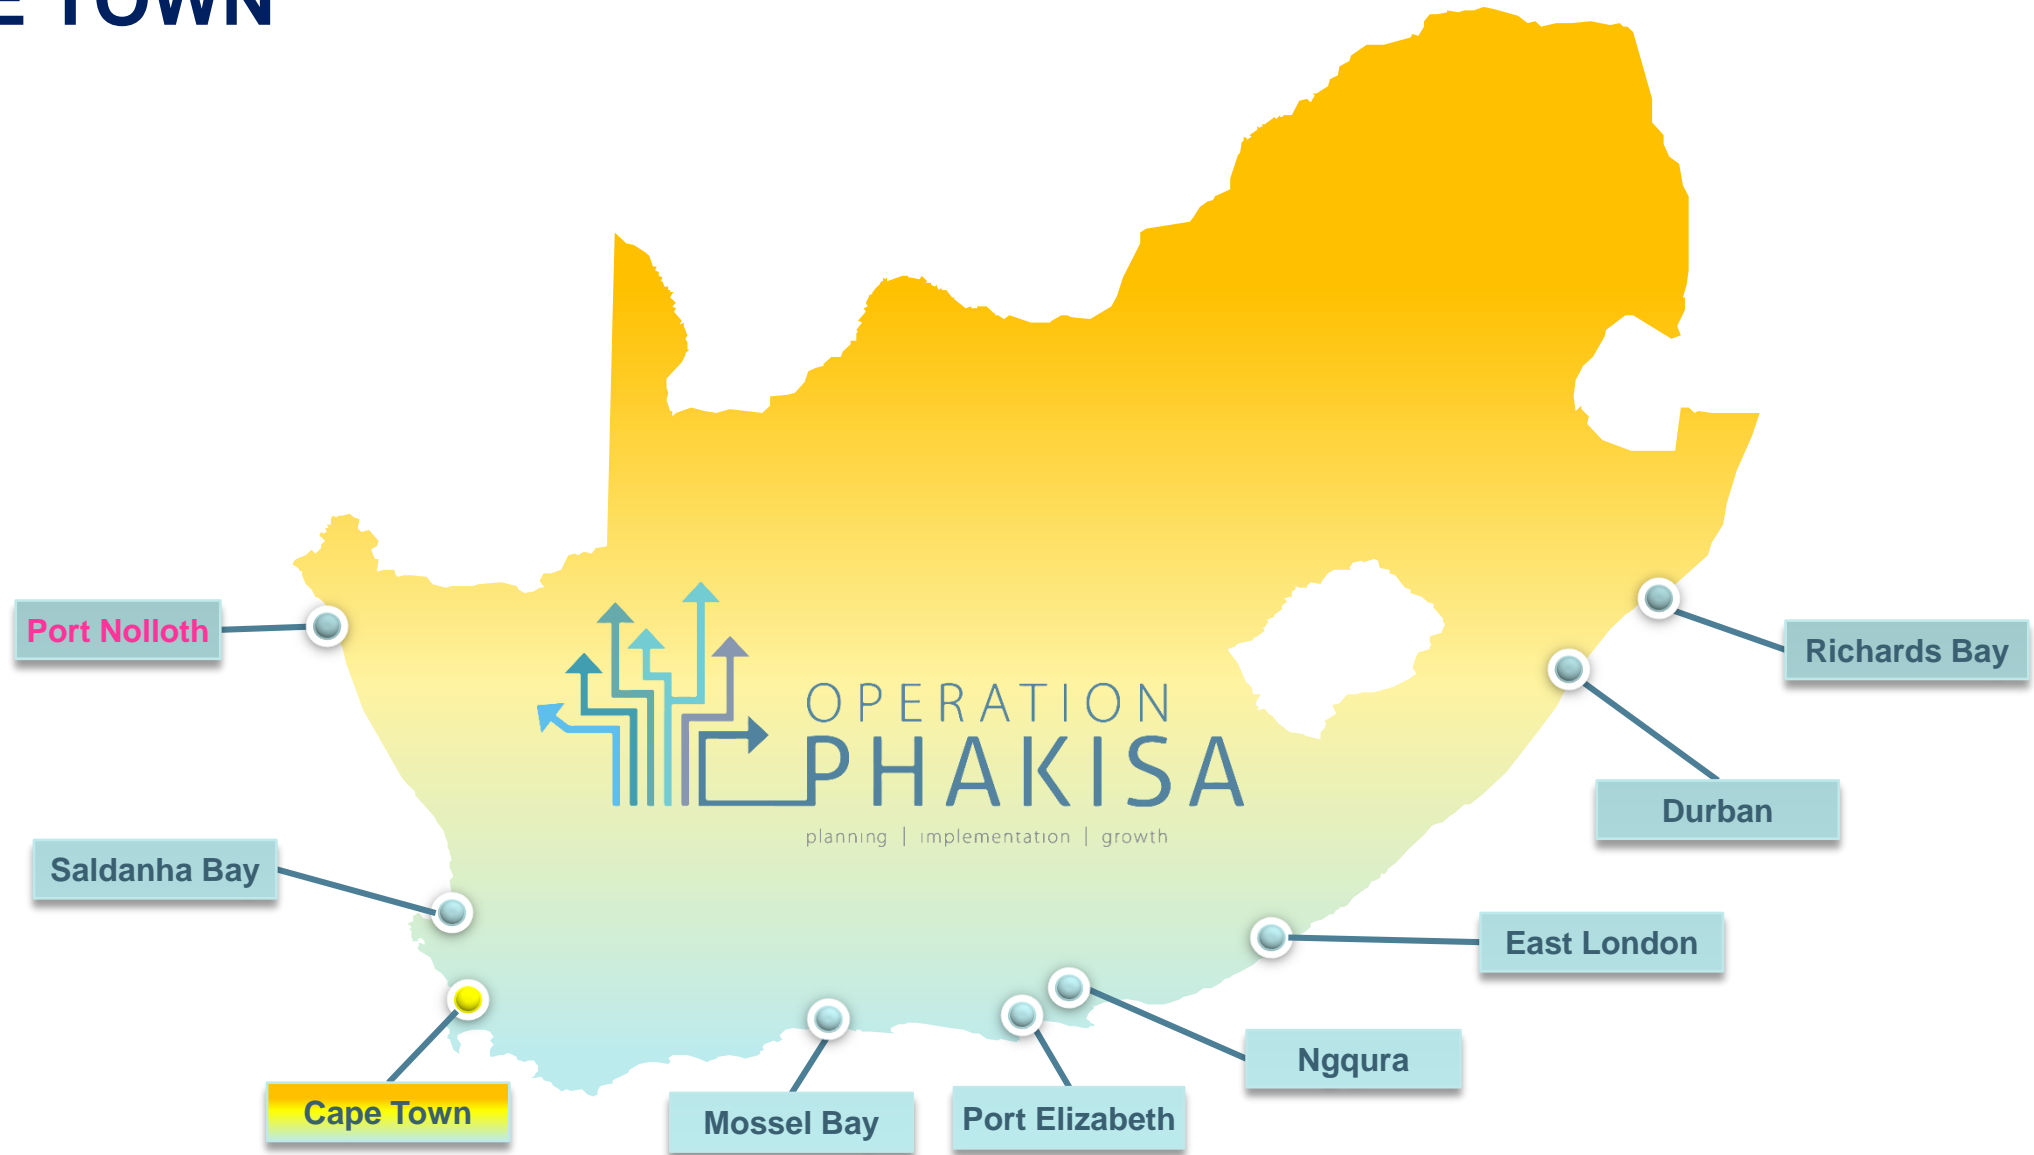 E TOWN
Port Nolloth
Richards Bay
OPERATION
PHAKISA
planning | implementation | growth
Durban
Saldanha Bay
East London
Ngqura
Cape Town
Mossel Bay
Port Elizabeth